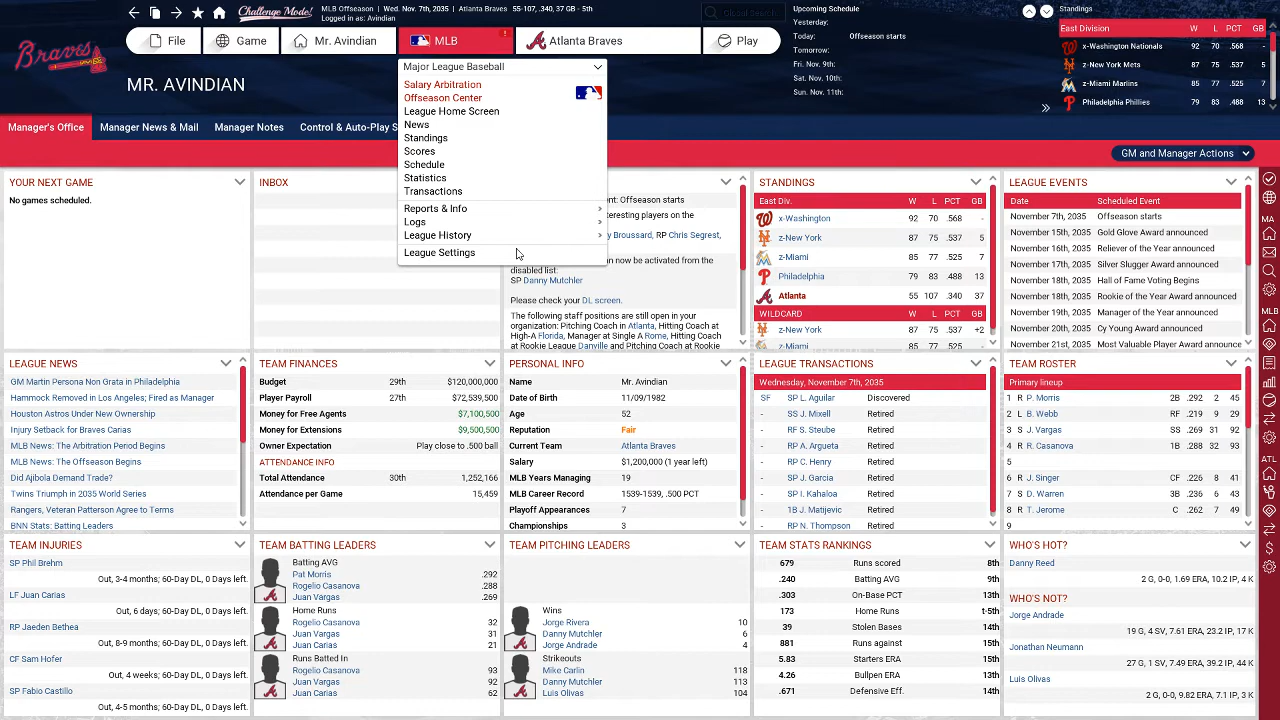 Challenge Mode!
MLB Offseason | Wed. Nov. 7th, 2035 | Atlanta Braves 55-107, .340, 37 GB - 5th
Logged in as: Avindian
Global Search
Upcoming Schedule
Yesterday:
Today: Offseason starts
Tomorrow:
Fri. Nov. 9th:
Sat. Nov. 10th:
Sun. Nov. 11th:
Standings
East Division W L PCT GB
x-Washington Nationals 92 70 .568 -
z-New York Mets 87 75 .537 5
z-Miami Marlins 85 77 .525 7
Philadelphia Phillies 79 83 .488 13
Braves
File
Game
Mr. Avindian
MLB
Atlanta Braves
Play
MR. AVINDIAN
Manager's Office
Manager News & Mail
Manager Notes
Control & Auto-Play S
GM and Manager Actions
Major League Baseball
Salary Arbitration
Offseason Center
League Home Screen
News
Standings
Scores
Schedule
Statistics
Transactions
Reports & Info
Logs
League History
League Settings
YOUR NEXT GAME
No games scheduled.
INBOX
: Offseason starts
teresting players on the
y Broussard, RP Chris Segrest,
n now be activated from the
disabled list:
SP Danny Mutchler
Please check your DL screen.
The following staff positions are still open in your
organization: Pitching Coach in Atlanta, Hitting Coach at
High-A Florida, Manager at Single A Rome, Hitting Coach
at Rookie League Danville and Pitching Coach at Rookie
STANDINGS
East Div. W L PCT GB
x-Washington 92 70 .568 -
z-New York 87 75 .537 5
z-Miami 85 77 .525 7
Philadelphia 79 83 .488 13
Atlanta 55 107 .340 37
WILDCARD W L PCT GB
z-New York 87 75 .537 +2
z-Miami 85 77 .525 -
LEAGUE EVENTS
Date Scheduled Event
November 7th, 2035 Offseason starts
November 15th, 2035 Gold Glove Award announced
November 16th, 2035 Reliever of the Year Award announced
November 17th, 2035 Silver Slugger Award announced
November 18th, 2035 Hall of Fame Voting Begins
November 18th, 2035 Rookie of the Year Award announced
November 19th, 2035 Manager of the Year Award announced
November 20th, 2035 Cy Young Award announced
November 21st, 2035 Most Valuable Player Award announced
LEAGUE NEWS
GM Martin Persona Non Grata in Philadelphia
Hammock Removed in Los Angeles; Fired as Manager
Houston Astros Under New Ownership
Injury Setback for Braves Carias
MLB News: The Arbitration Period Begins
MLB News: The Offseason Begins
Did Ajibola Demand Trade?
Twins Triumph in 2035 World Series
Rangers, Veteran Patterson Agree to Terms
BNN Stats: Batting Leaders
TEAM FINANCES
Budget 29th $120,000,000
Player Payroll 27th $72,539,500
Money for Free Agents $7,100,500
Money for Extensions $9,500,500
Owner Expectation Play close to .500 ball
ATTENDANCE INFO
Total Attendance 30th 1,252,166
Attendance per Game 15,459
PERSONAL INFO
Name Mr. Avindian
Date of Birth 11/09/1982
Age 52
Reputation Fair
Current Team Atlanta Braves
Salary $1,200,000 (1 year left)
MLB Years Managing 19
MLB Career Record 1539-1539, .500 PCT
Playoff Appearances 7
Championships 3
LEAGUE TRANSACTIONS
Wednesday, November 7th, 2035
SF SP L. Aguilar Discovered
- SS J. Mixell Retired
- RF S. Steube Retired
- RP A. Argueta Retired
- RP C. Henry Retired
- SP J. Garcia Retired
- SP I. Kahaloa Retired
- 1B J. Matijevic Retired
- RP N. Thompson Retired
TEAM ROSTER
Primary lineup
1 R P. Morris 2B .292 2 45
2 L B. Webb RF .219 9 29
3 S J. Vargas SS .269 31 92
4 R R. Casanova 1B .288 32 93
5
6 R J. Singer CF .226 8 41
7 S D. Warren 3B .236 6 43
8 R T. Jerome C .262 7 49
9
MLB
ATL
TEAM INJURIES
SP Phil Brehm
Out, 3-4 months; 60-Day DL, 0 Days left.
LF Juan Carias
Out, 6 days; 60-Day DL, 0 Days left.
RP Jaeden Bethea
Out, 8-9 months; 60-Day DL, 0 Days left.
CF Sam Hofer
Out, 4 weeks; 60-Day DL, 0 Days left.
SP Fabio Castillo
Out, 4-5 months; 60-Day DL, 0 Days left.
TEAM BATTING LEADERS
Batting AVG
Pat Morris .292
Rogelio Casanova .288
Juan Vargas .269
Home Runs
Rogelio Casanova 32
Juan Vargas 31
Juan Carias 21
Runs Batted In
Rogelio Casanova 93
Juan Vargas 92
Juan Carias 62
TEAM PITCHING LEADERS
Wins
Jorge Rivera 10
Danny Mutchler 6
Jorge Andrade 4
Strikeouts
Mike Carlin 118
Danny Mutchler 113
Luis Olivas 104
TEAM STATS RANKINGS
679 Runs scored 8th
.240 Batting AVG 9th
.303 On-Base PCT 13th
173 Home Runs t-5th
39 Stolen Bases 14th
881 Runs against 15th
5.83 Starters ERA 15th
4.26 Bullpen ERA 13th
.671 Defensive Eff. 14th
WHO'S HOT?
Danny Reed
2 G, 0-0, 1.69 ERA, 10.2 IP, 4 K
WHO'S NOT?
Jorge Andrade
19 G, 4 SV, 7.61 ERA, 23.2 IP, 17 K
Jonathan Neumann
27 G, 1 SV, 7.49 ERA, 39.2 IP, 44 K
Luis Olivas
2 G, 0-0, 9.82 ERA, 7.1 IP, 3 K